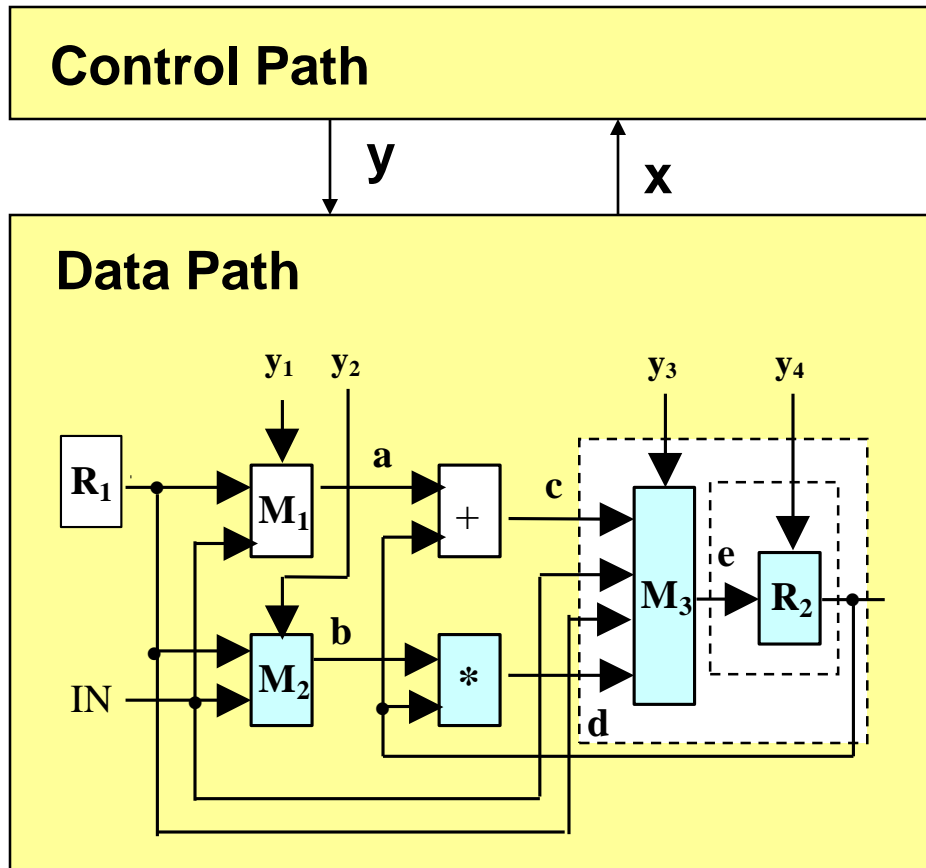 Control Path
y
x
Data Path
y₁
y₂
y₃
y₄
R₁
M₁
a
+
c
M₃
e
R₂
IN
M₂
b
*
d